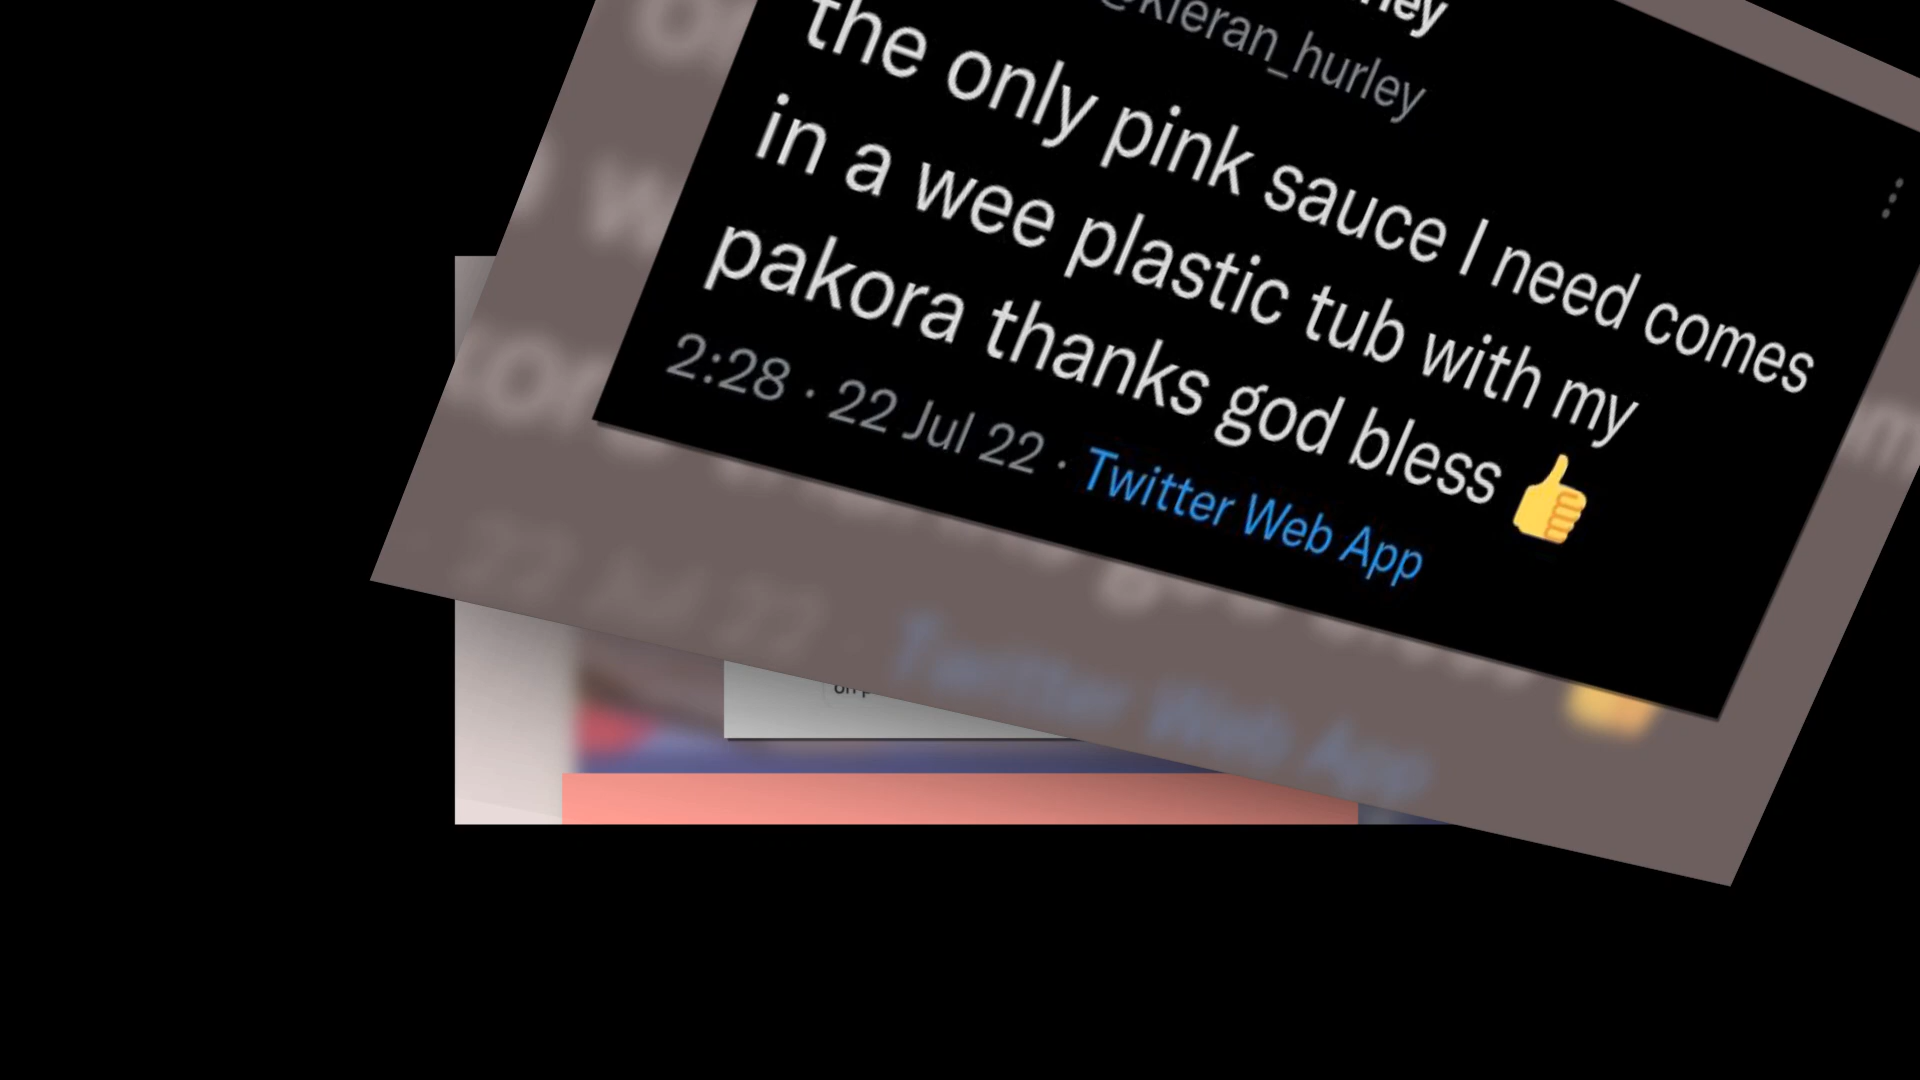 @kieran_hurley
the only pink sauce I need comes
in a wee plastic tub with my
pakora thanks god bless 👍
2:28 · 22 Jul 22 · Twitter Web App